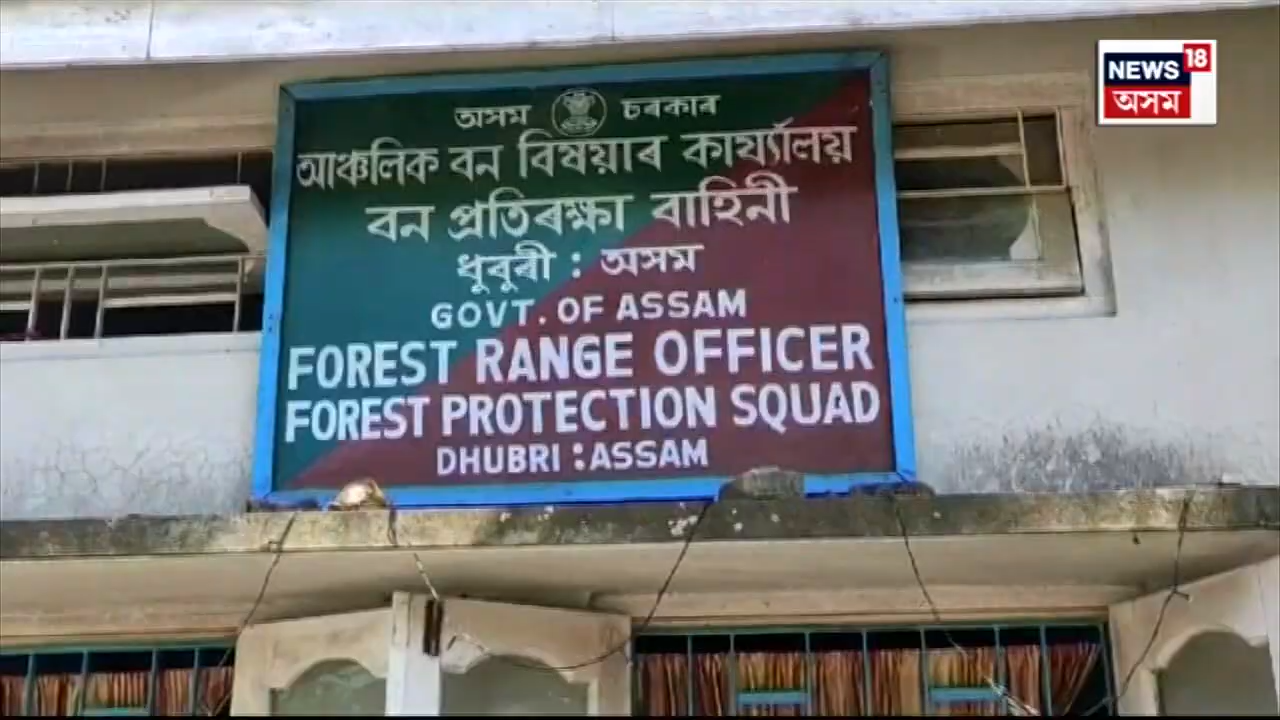 NEWS 18
অসম
অসম চৰকাৰ
আঞ্চলিক বন বিষয়াৰ কাৰ্য্যালয়
বন প্ৰতিৰক্ষা বাহিনী
ধুবুৰী : অসম
GOVT. OF ASSAM
FOREST RANGE OFFICER
FOREST PROTECTION SQUAD
DHUBRI : ASSAM